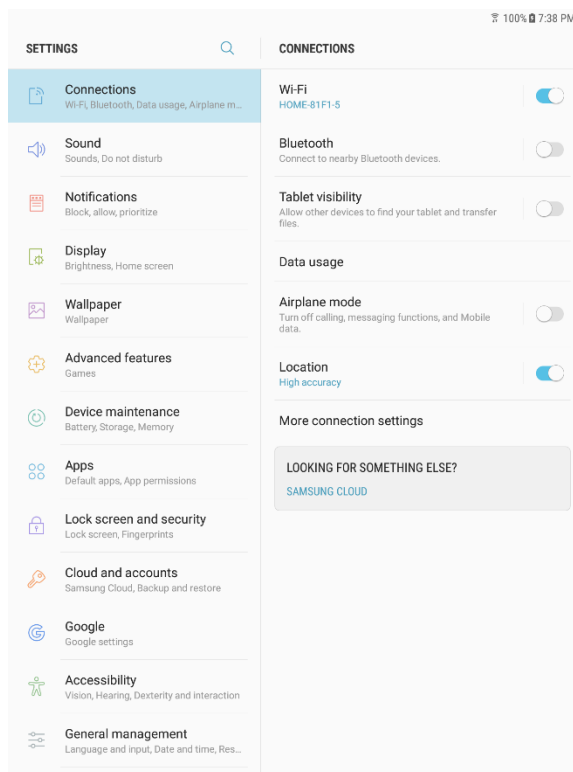 100% 7:38 PM
SETTINGS
Connections
Wi-Fi, Bluetooth, Data usage, Airplane m...
Sound
Sounds, Do not disturb
Notifications
Block, allow, prioritize
Display
Brightness, Home screen
Wallpaper
Wallpaper
Advanced features
Games
Device maintenance
Battery, Storage, Memory
Apps
Default apps, App permissions
Lock screen and security
Lock screen, Fingerprints
Cloud and accounts
Samsung Cloud, Backup and restore
Google
Google settings
Accessibility
Vision, Hearing, Dexterity and interaction
General management
Language and input, Date and time, Res...
CONNECTIONS
Wi-Fi
HOME-81F1-5
Bluetooth
Connect to nearby Bluetooth devices.
Tablet visibility
Allow other devices to find your tablet and transfer
files.
Data usage
Airplane mode
Turn off calling, messaging functions, and Mobile
data.
Location
High accuracy
More connection settings
LOOKING FOR SOMETHING ELSE?
SAMSUNG CLOUD